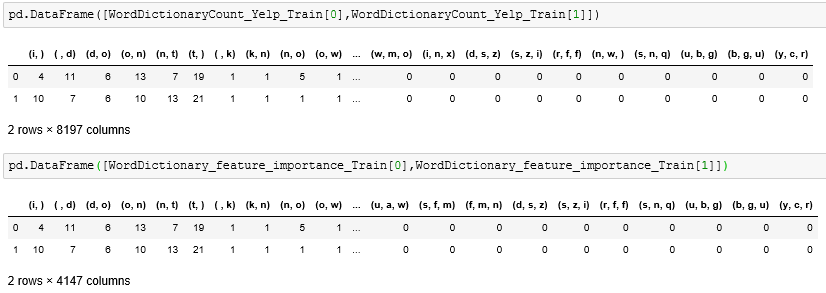 pd.DataFrame([WordDictionaryCount_Yelp_Train[0],WordDictionaryCount_Yelp_Train[1]])
(i, ) ( , d) (d, o) (o, n) (n, t) (t, ) ( , k) (k, n) (n, o) (o, w) ... (w, m, o) (i, n, x) (d, s, z) (s, z, i) (r, f, f) (n, w, ) (s, n, q) (u, b, g) (b, g, u) (y, c, r)
0 4 11 6 13 7 19 1 1 5 1 ... 0 0 0 0 0 0 0 0 0 0
1 10 7 6 10 13 21 1 1 1 1 ... 0 0 0 0 0 0 0 0 0 0
2 rows × 8197 columns
pd.DataFrame([WordDictionary_feature_importance_Train[0],WordDictionary_feature_importance_Train[1]])
(i, ) ( , d) (d, o) (o, n) (n, t) (t, ) ( , k) (k, n) (n, o) (o, w) ... (u, a, w) (s, f, m) (f, m, n) (d, s, z) (s, z, i) (r, f, f) (s, n, q) (u, b, g) (b, g, u) (y, c, r)
0 4 11 6 13 7 19 1 1 5 1 ... 0 0 0 0 0 0 0 0 0 0
1 10 7 6 10 13 21 1 1 1 1 ... 0 0 0 0 0 0 0 0 0 0
2 rows × 4147 columns